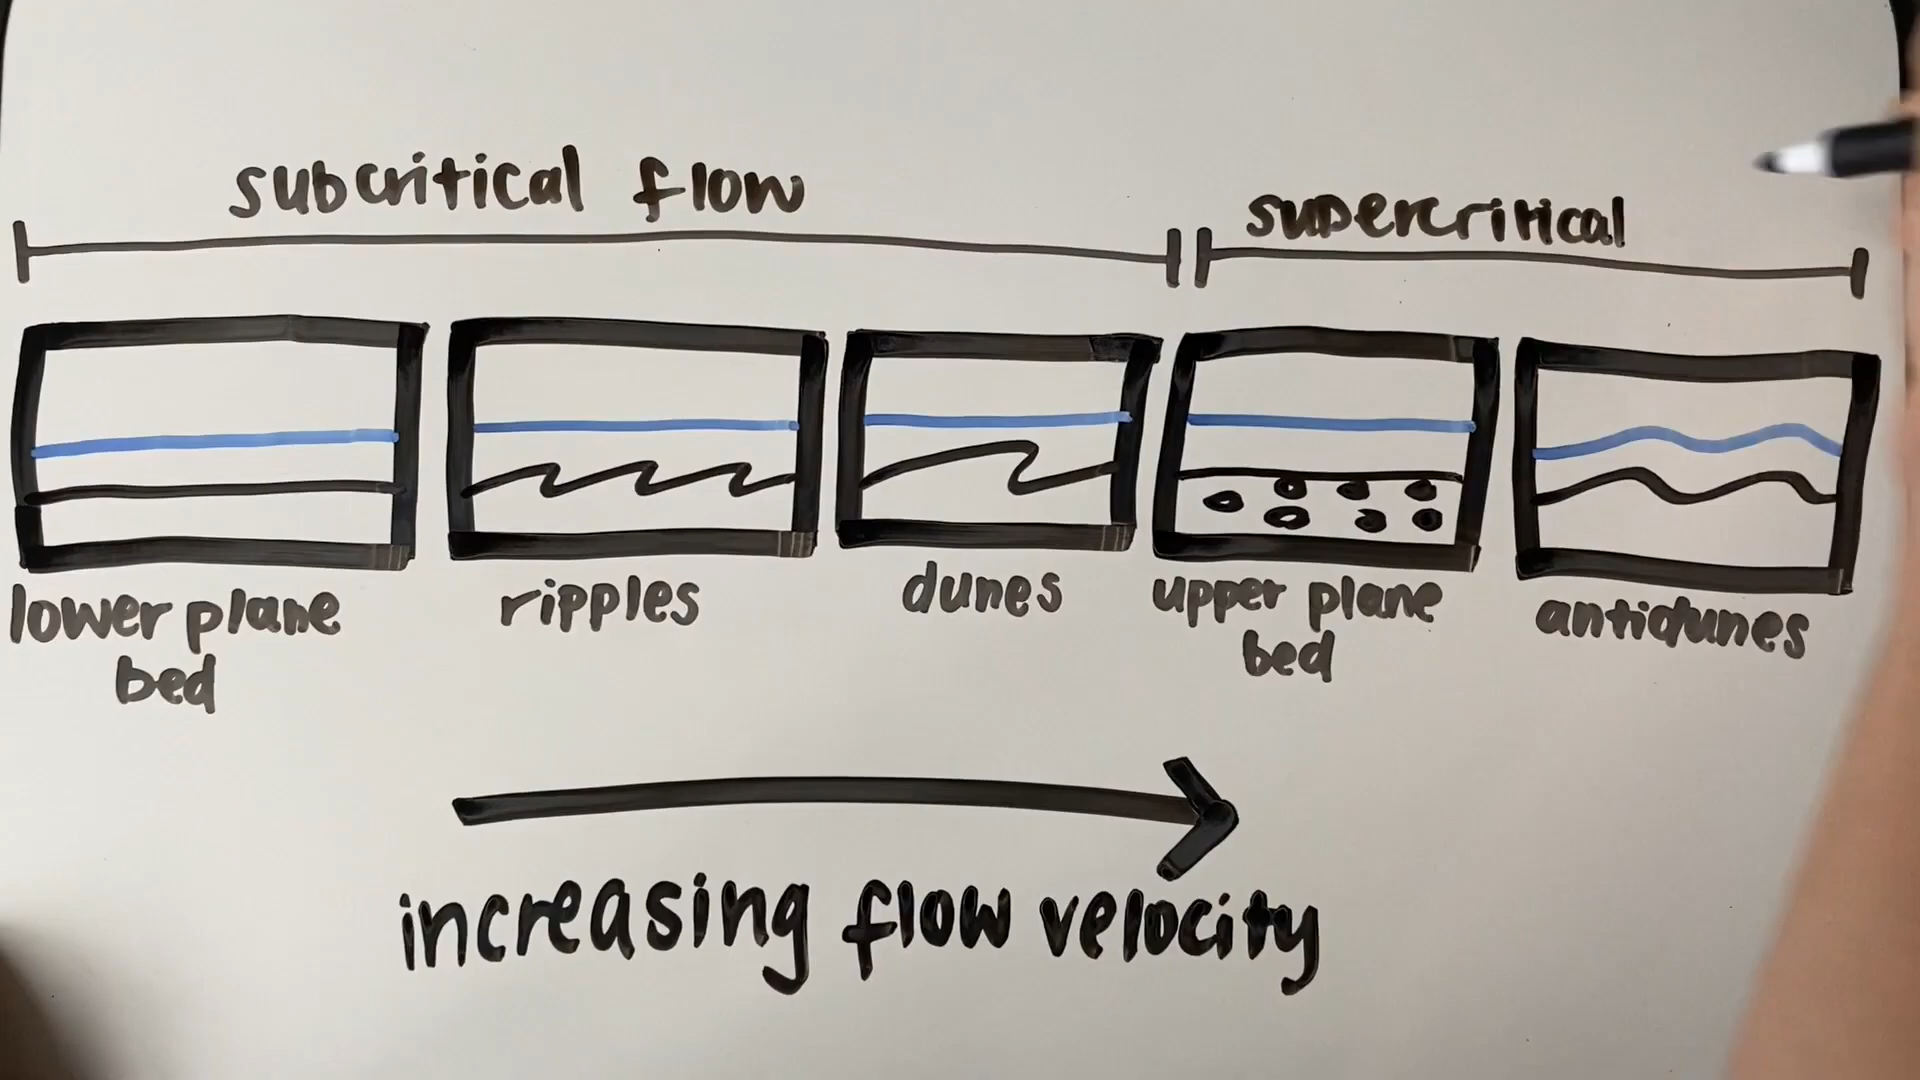 subcritical flow
supercritical
lower plane
bed
ripples
dunes
upper plane
bed
antidunes
increasing flow velocity